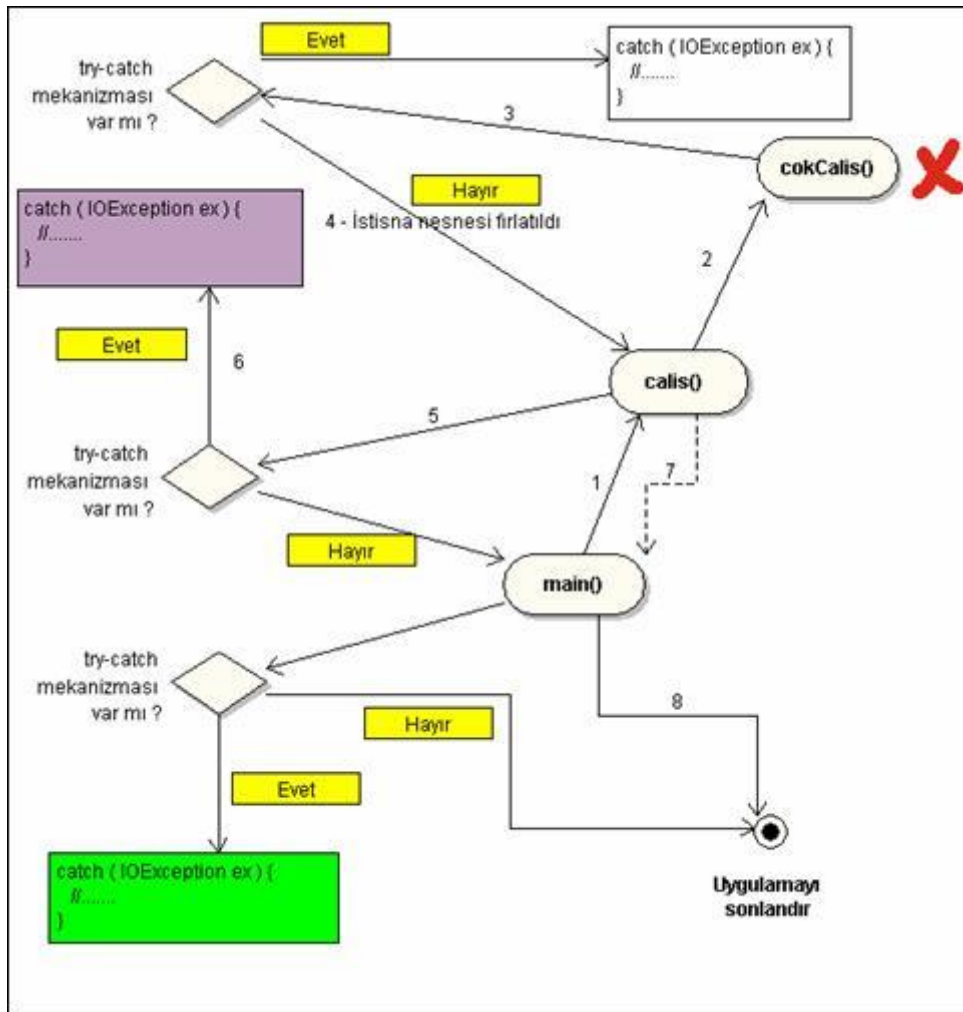 Evet
catch ( IOException ex ) {
//.......
}
try-catch
mekanizması
var mı ?
3
cokCalis()
Hayır
4 - İstisna nesnesi fırlatıldı
catch ( IOException ex ) {
//.......
}
2
Evet
6
calis()
5
try-catch
mekanizması
var mı ?
7
1
Hayır
main()
try-catch
mekanizması
var mı ?
8
Hayır
Evet
catch ( IOException ex ) {
//.......
}
Uygulamayı
sonlandır